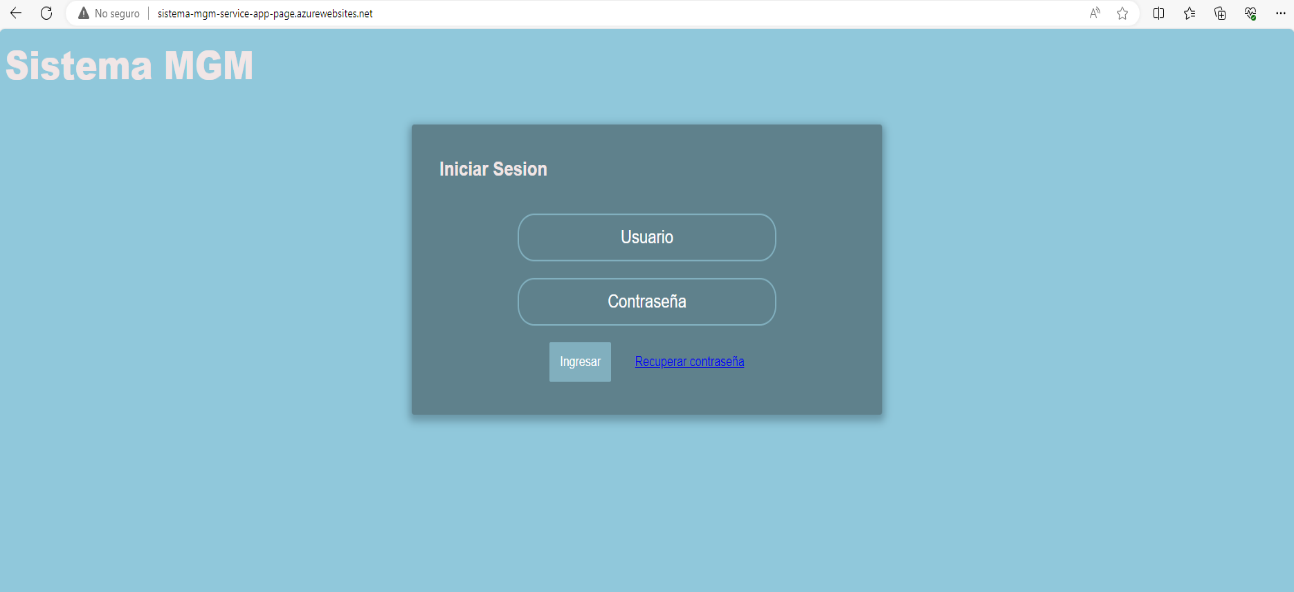 No seguro | sistema-mgm-service-app-page.azurewebsites.net
Sistema MGM
Iniciar Sesion
Usuario
Contraseña
Ingresar Recuperar contraseña